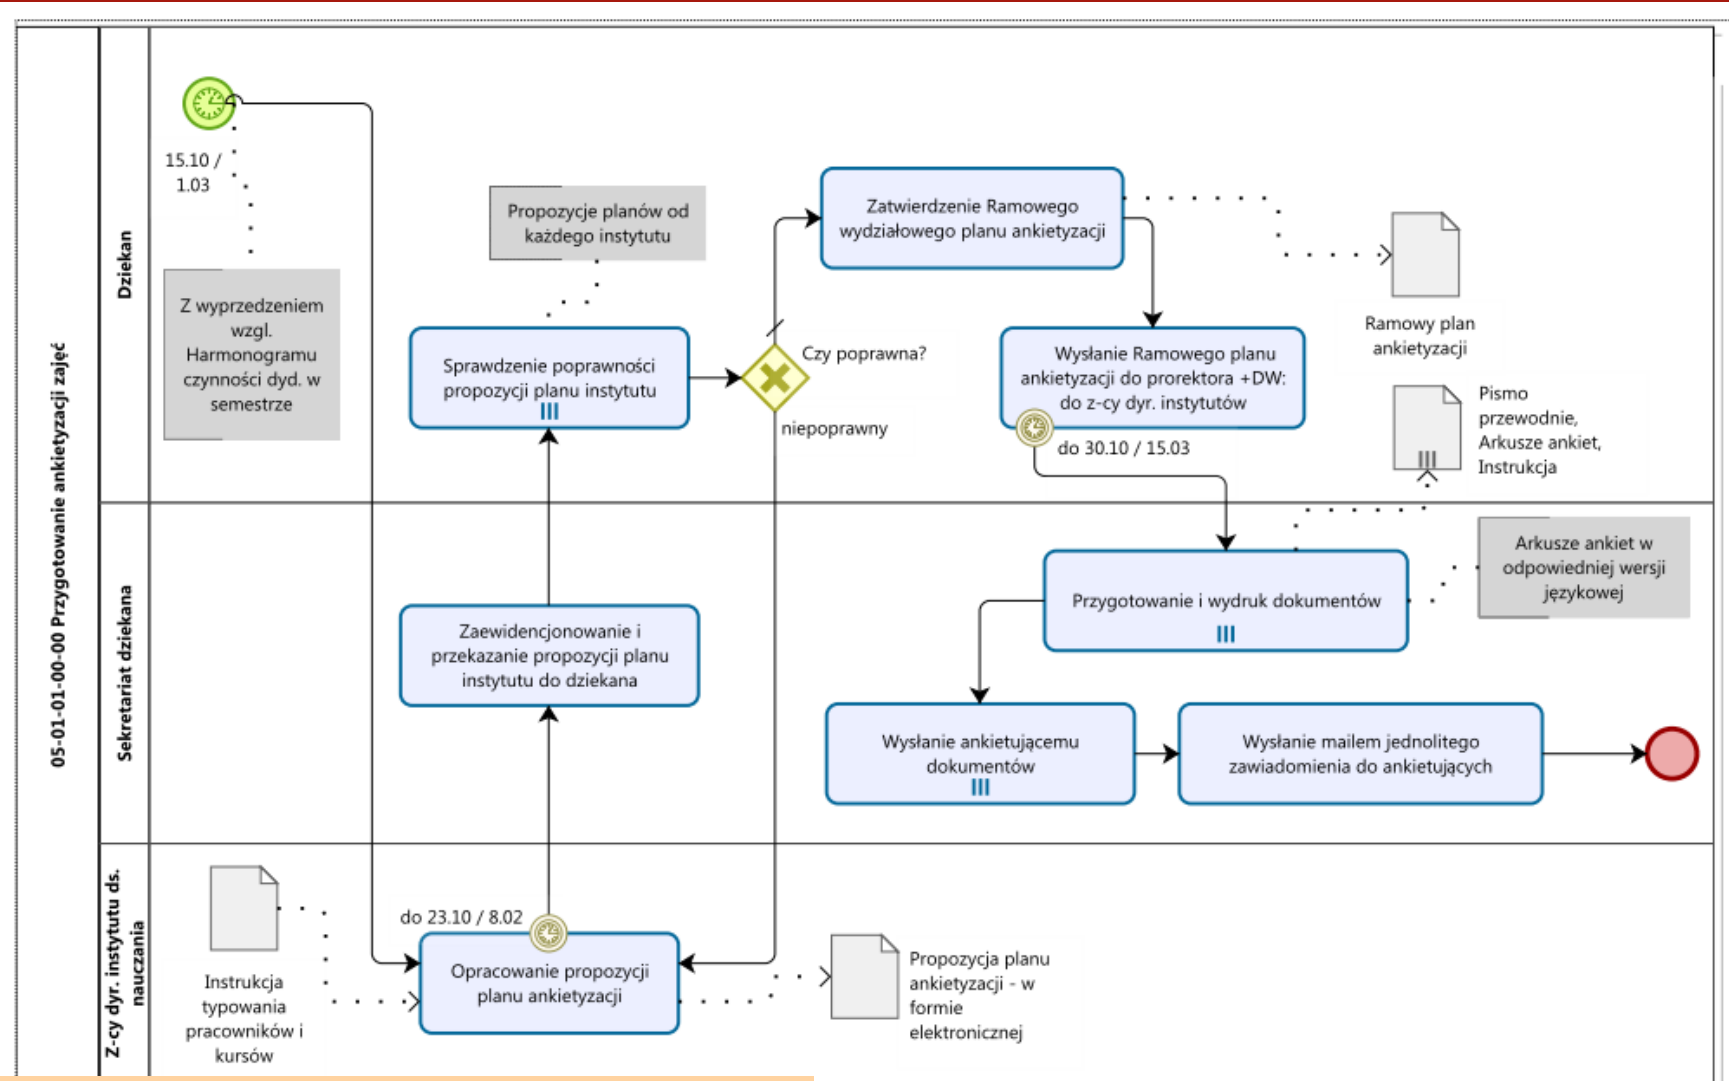 05-01-01-00-00 Przygotowanie ankietyzacji zajęć
Dziekan
15.10 /
1.03
Z wyprzedzeniem
wzgl.
Harmonogramu
czynności dyd. w
semestrze
Propozycje planów od
każdego instytutu
Sprawdzenie poprawności
propozycji planu instytutu
Czy poprawna?
niepoprawny
Zatwierdzenie Ramowego
wydziałowego planu ankietyzacji
Ramowy plan
ankietyzacji
Wysłanie Ramowego planu
ankietyzacji do prorektora +DW:
do z-cy dyr. instytutów
do 30.10 / 15.03
Pismo
przewodnie,
Arkusze ankiet,
Instrukcja
Sekretariat dziekana
Zaewidencjonowanie i
przekazanie propozycji planu
instytutu do dziekana
Przygotowanie i wydruk dokumentów
Arkusze ankiet w
odpowiedniej wersji
językowej
Wysłanie ankietującemu
dokumentów
Wysłanie mailem jednolitego
zawiadomienia do ankietujących
Z-cy dyr. instytutu ds.
nauczania
Instrukcja
typowania
pracowników i
kursów
do 23.10 / 8.02
Opracowanie propozycji
planu ankietyzacji
Propozycja planu
ankietyzacji - w
formie
elektronicznej